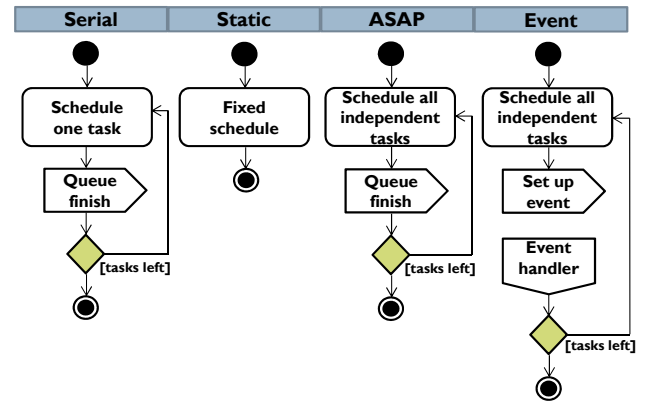 Serial
Static
ASAP
Event
Schedule
one task
Fixed
schedule
Schedule all
independent
tasks
Schedule all
independent
tasks
Queue
finish
Queue
finish
Set up
event
Event
handler
[tasks left]
[tasks left]
[tasks left]